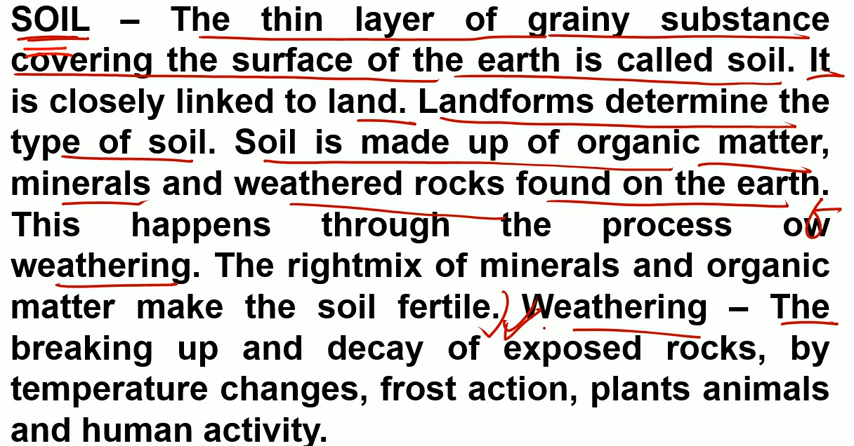 SOIL – The thin layer of grainy substance
covering the surface of the earth is called soil. It
is closely linked to land. Landforms determine the
type of soil. Soil is made up of organic matter,
minerals and weathered rocks found on the earth.
This happens through the process ow
weathering. The rightmix of minerals and organic
matter make the soil fertile. Weathering – The
breaking up and decay of exposed rocks, by
temperature changes, frost action, plants animals
and human activity.